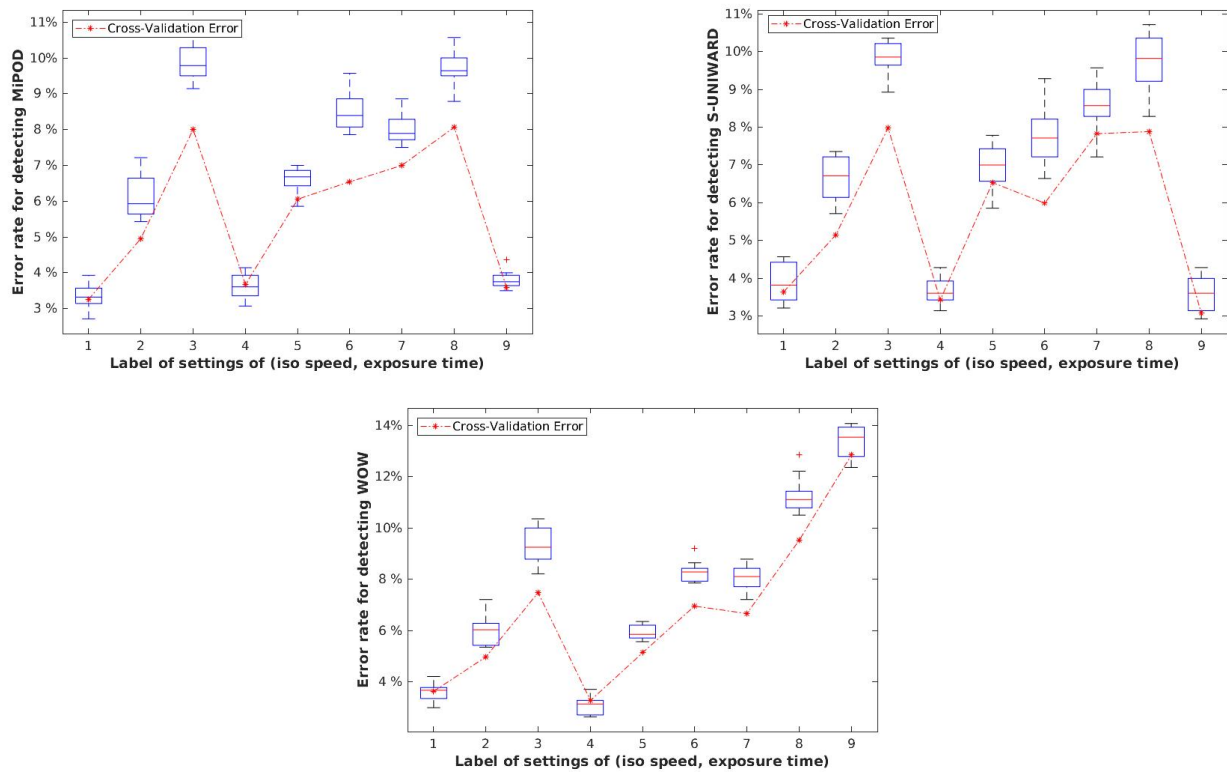 Cross-Validation Error
11%
10%
9 %
8 %
7 %
6 %
5 %
4 %
3 %
Error rate for detecting MiPOD
1 2 3 4 5 6 7 8 9
Label of settings of (iso speed, exposure time)
Cross-Validation Error
11%
10%
9 %
8 %
7 %
6 %
5 %
4 %
3 %
Error rate for detecting S-UNIWARD
1 2 3 4 5 6 7 8 9
Label of settings of (iso speed, exposure time)
Cross-Validation Error
14%
12%
10%
8 %
6 %
4 %
Error rate for detecting WOW
1 2 3 4 5 6 7 8 9
Label of settings of (iso speed, exposure time)